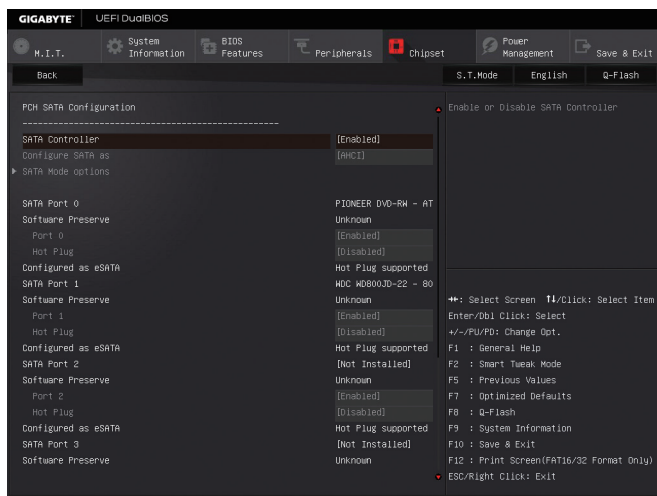 GIGABYTE™ UEFI DualBIOS
M.I.T. System Information BIOS Features Peripherals Chipset Power Management Save & Exit
Back S.T.Mode English Q-Flash
PCH SATA Configuration
Enable or Disable SATA Controller
SATA Controller [Enabled]
Configure SATA as [AHCI]
SATA Mode options
SATA Port 0 PIONEER DVD-RW - AT
Software Preserve Unknown
Port 0 [Enabled]
Hot Plug [Disabled]
Configured as eSATA Hot Plug supported
SATA Port 1 WDC WD800JD-22 - 80
Software Preserve Unknown
Port 1 [Enabled]
Hot Plug [Disabled]
Configured as eSATA Hot Plug supported
SATA Port 2 [Not Installed]
Software Preserve Unknown
Port 2 [Enabled]
Hot Plug [Disabled]
Configured as eSATA Hot Plug supported
SATA Port 3 [Not Installed]
Software Preserve Unknown
→←: Select Screen ↑↓/Click: Select Item
Enter/Dbl Click: Select
+/-/PU/PD: Change Opt.
F1 : General Help
F2 : Smart Tweak Mode
F5 : Previous Values
F7 : Optimized Defaults
F8 : Q-Flash
F9 : System Information
F10 : Save & Exit
F12 : Print Screen(FAT16/32 Format Only)
ESC/Right Click: Exit